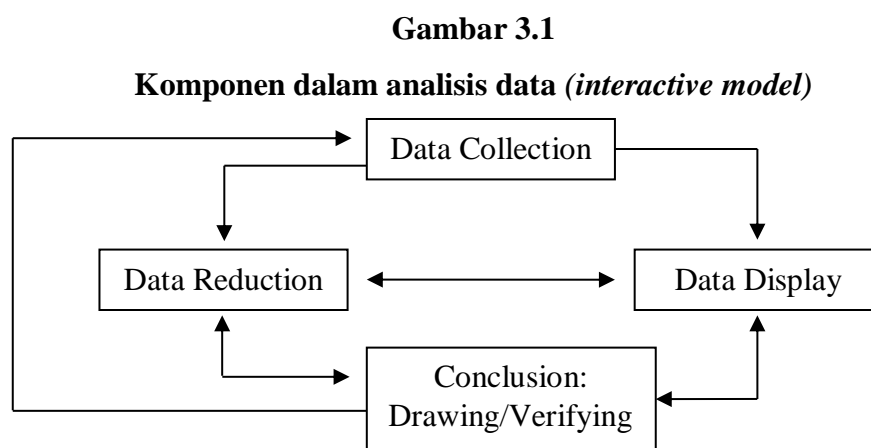 Gambar 3.1
Komponen dalam analisis data (interactive model)
Data Collection
Data Reduction
Data Display
Conclusion:
Drawing/Verifying